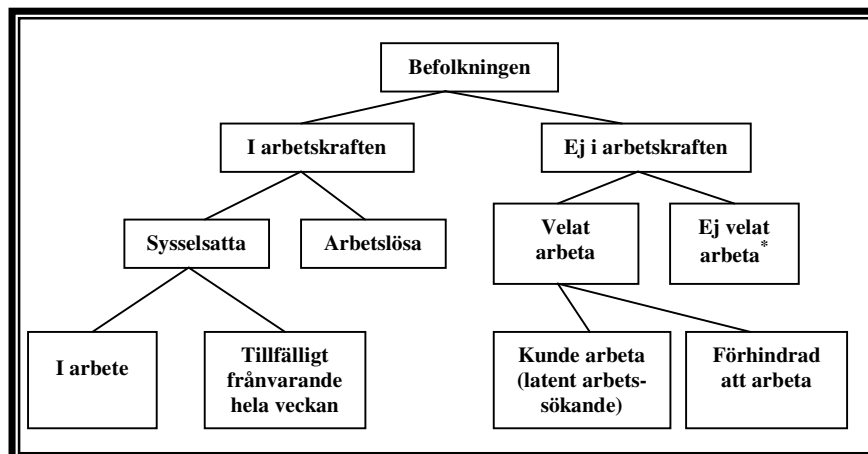 Befolkningen
I arbetskraften
Ej i arbetskraften
Sysselsatta
Arbetslösa
Velat
arbeta
Ej velat
arbeta*
I arbete
Tillfälligt
frånvarande
hela veckan
Kunde arbeta
(latent arbets-
sökande)
Förhindrad
att arbeta